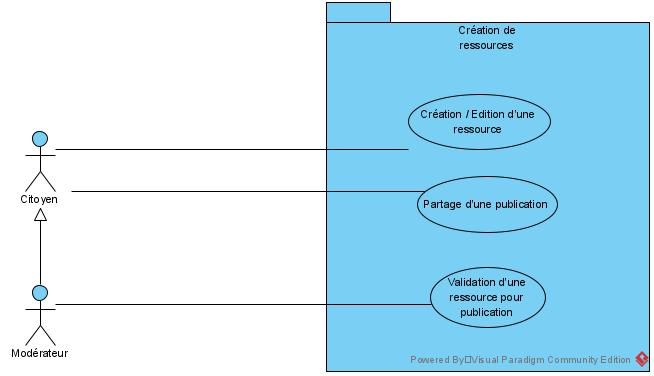 Création de
ressources
Création / Edition d'une
ressource
Citoyen
Partage d'une publication
Validation d'une
ressource pour
publication
Modérateur
Powered By Visual Paradigm Community Edition